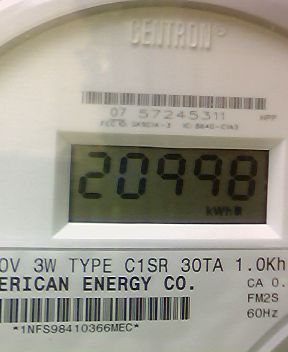 CENTRON®
07 57245311 HPP
20998
kWh
0V 3W TYPE C1SR 30TA 1.0Kh
ERICAN ENERGY CO. CA 0.
FM2S
60Hz
*1NFS98410366MEC*